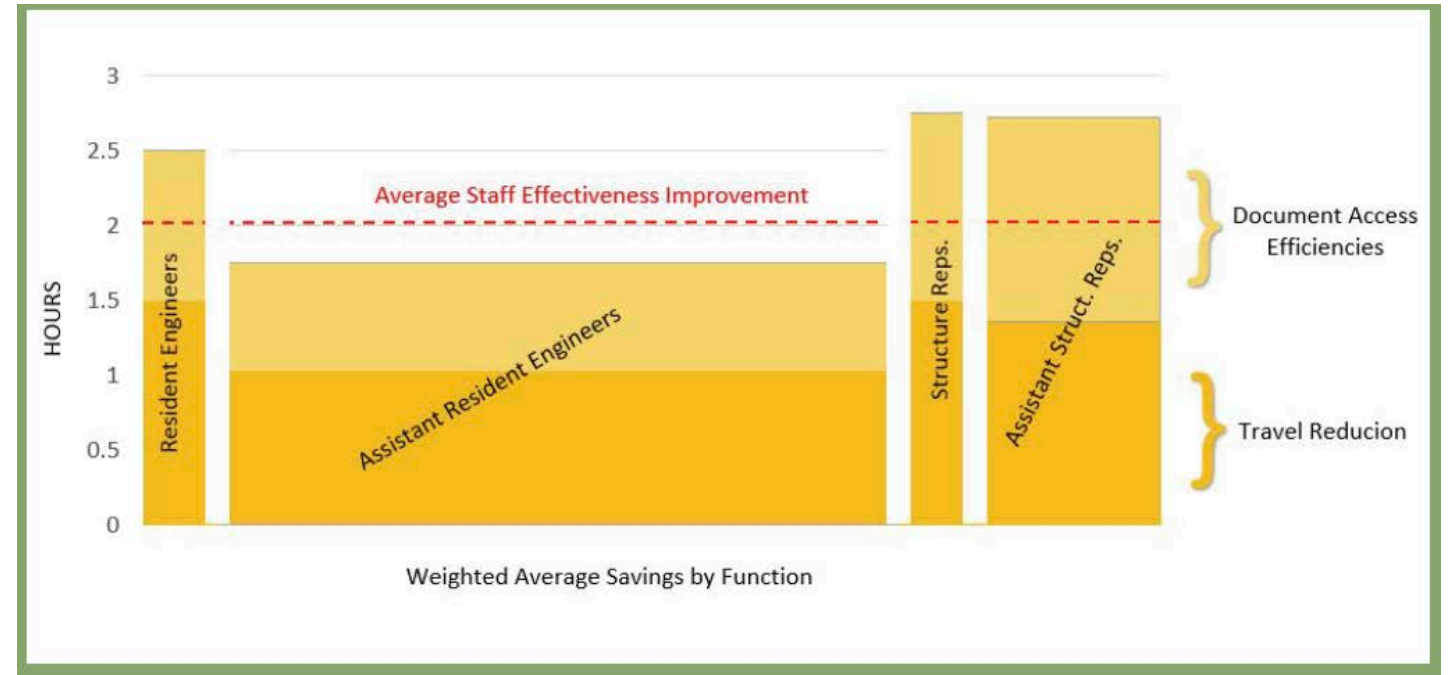 3
2.5
2
1.5
1
0.5
0
HOURS
Average Staff Effectiveness Improvement
Resident Engineers
Assistant Resident Engineers
Structure Reps.
Assistant Struct. Reps.
Document Access
Efficiencies
Travel Reducion
Weighted Average Savings by Function